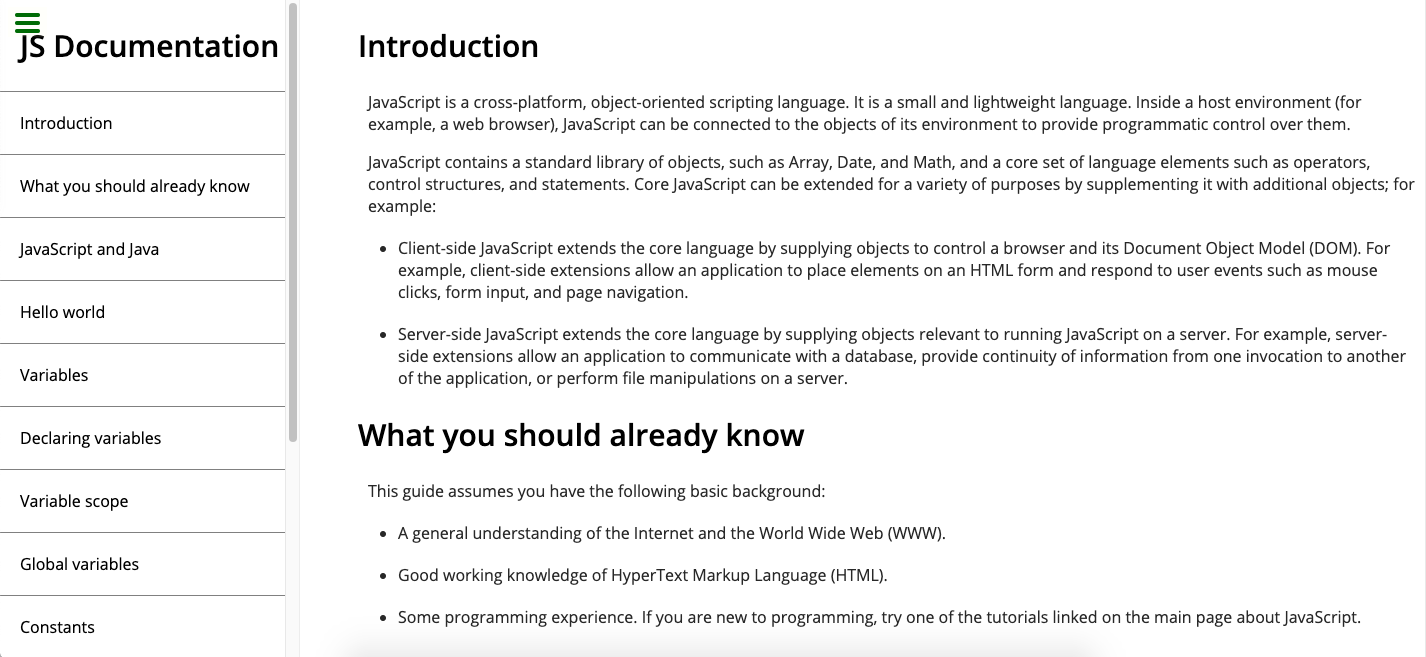 JS Documentation
Introduction
What you should already know
JavaScript and Java
Hello world
Variables
Declaring variables
Variable scope
Global variables
Constants
Introduction
JavaScript is a cross-platform, object-oriented scripting language. It is a small and lightweight language. Inside a host environment (for
example, a web browser), JavaScript can be connected to the objects of its environment to provide programmatic control over them.
JavaScript contains a standard library of objects, such as Array, Date, and Math, and a core set of language elements such as operators,
control structures, and statements. Core JavaScript can be extended for a variety of purposes by supplementing it with additional objects; for
example:
• Client-side JavaScript extends the core language by supplying objects to control a browser and its Document Object Model (DOM). For
example, client-side extensions allow an application to place elements on an HTML form and respond to user events such as mouse
clicks, form input, and page navigation.
• Server-side JavaScript extends the core language by supplying objects relevant to running JavaScript on a server. For example, server-
side extensions allow an application to communicate with a database, provide continuity of information from one invocation to another
of the application, or perform file manipulations on a server.
What you should already know
This guide assumes you have the following basic background:
• A general understanding of the Internet and the World Wide Web (WWW).
• Good working knowledge of HyperText Markup Language (HTML).
• Some programming experience. If you are new to programming, try one of the tutorials linked on the main page about JavaScript.